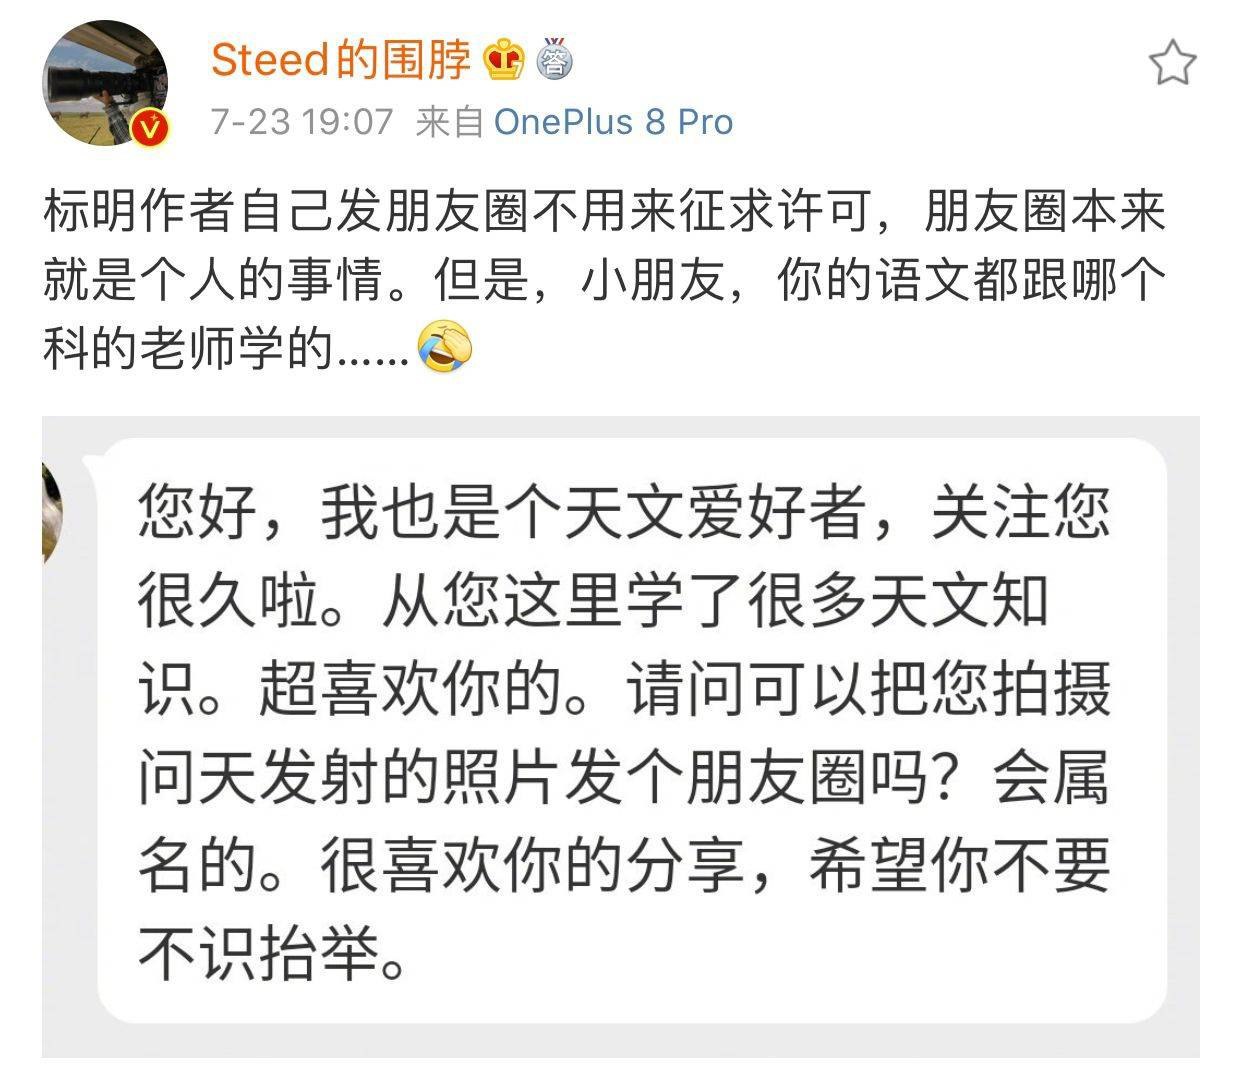 Steed的围脖 答
7-23 19:07 来自 OnePlus 8 Pro
标明作者自己发朋友圈不用来征求许可，朋友圈本来
就是个人的事情。但是，小朋友，你的语文都跟哪个
科的老师学的……
您好，我也是个天文爱好者，关注您
很久啦。从您这里学了很多天文知
识。超喜欢你的。请问可以把您拍摄
问天发射的照片发个朋友圈吗？会属
名的。很喜欢你的分享，希望你不要
不识抬举。